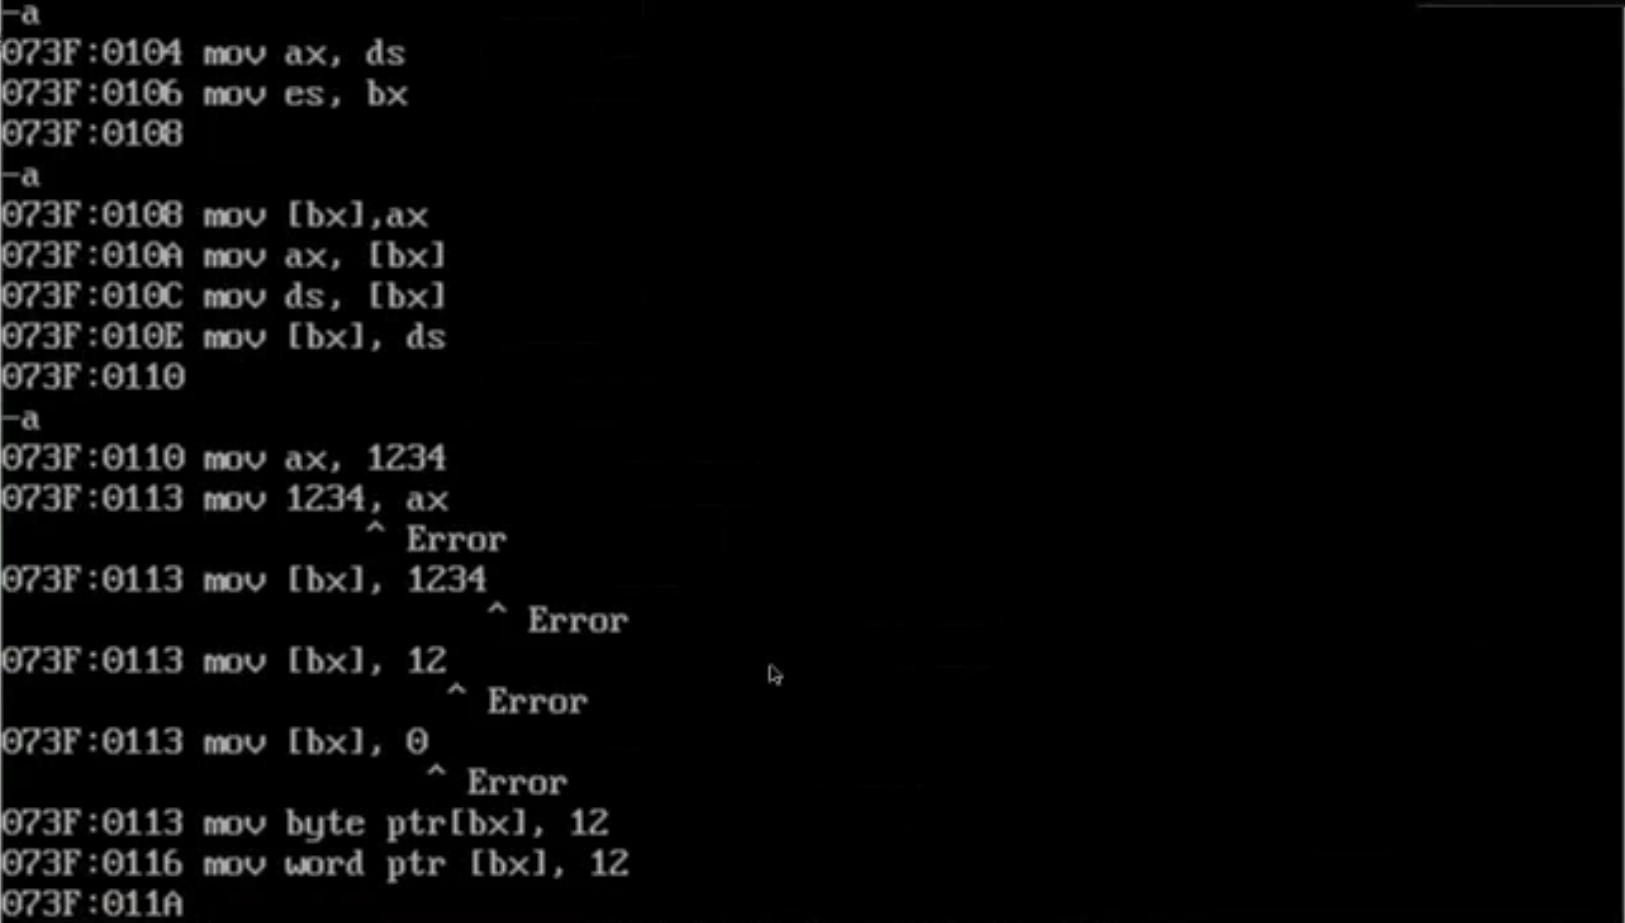 -a
073F:0104 mov ax, ds
073F:0106 mov es, bx
073F:0108
-a
073F:0108 mov [bx],ax
073F:010A mov ax, [bx]
073F:010C mov ds, [bx]
073F:010E mov [bx], ds
073F:0110
-a
073F:0110 mov ax, 1234
073F:0113 mov 1234, ax
^ Error
073F:0113 mov [bx], 1234
^ Error
073F:0113 mov [bx], 12
^ Error
073F:0113 mov [bx], 0
^ Error
073F:0113 mov byte ptr[bx], 12
073F:0116 mov word ptr [bx], 12
073F:011A